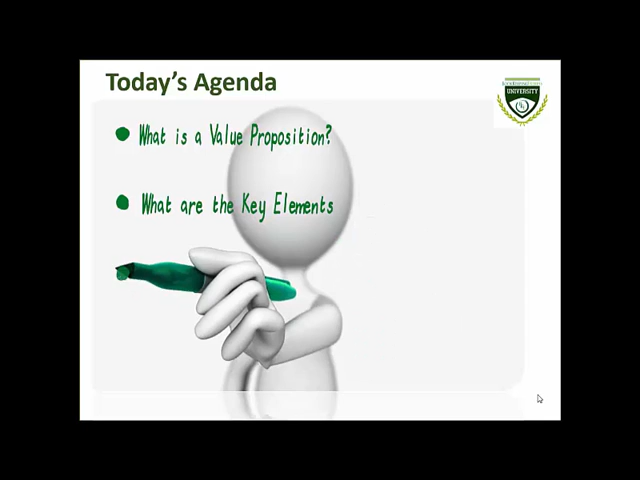 Today's Agenda
UNIVERSITY
What is a Value Proposition?
What are the Key Elements